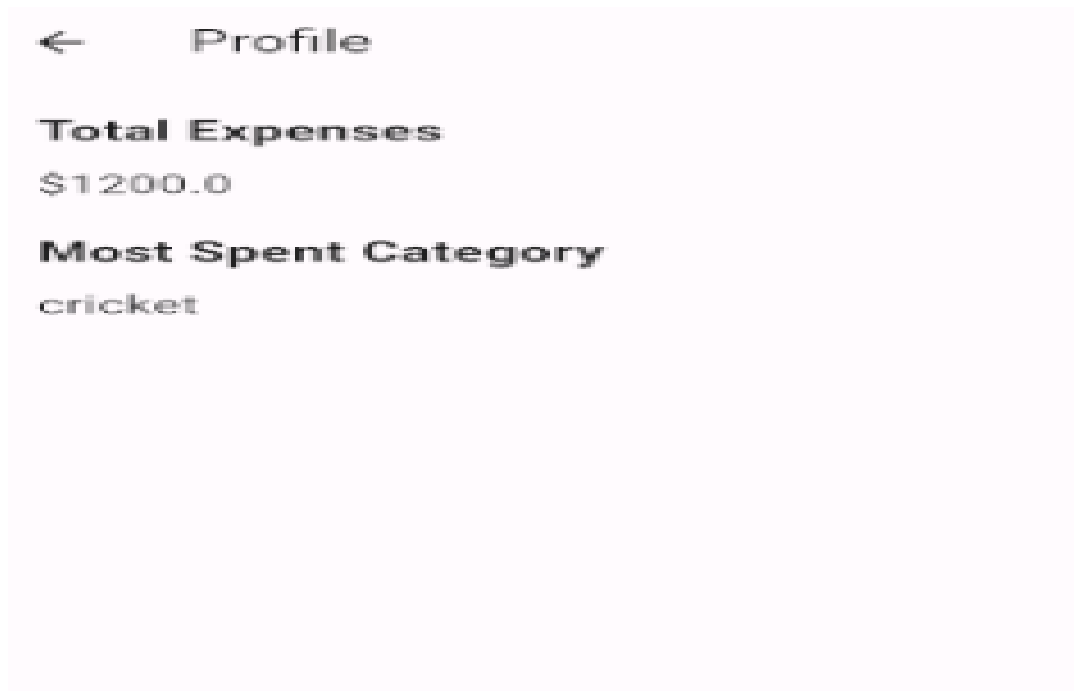 Profile
Total Expenses
$1200.0
Most Spent Category
cricket